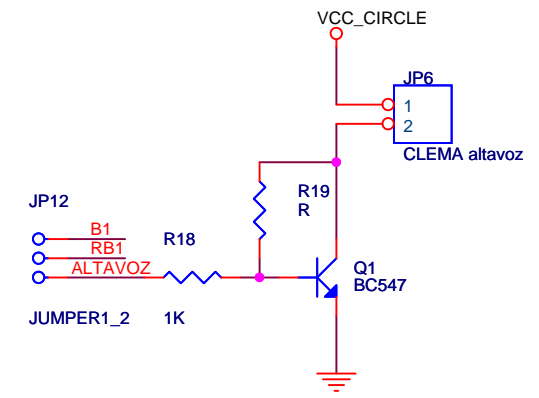 VCC_CIRCLE
JP6
1
2
CLEMA altavoz
R19
R
JP12
B1
RB1
ALTAVOZ
R18
Q1
BC547
JUMPER1_2
1K